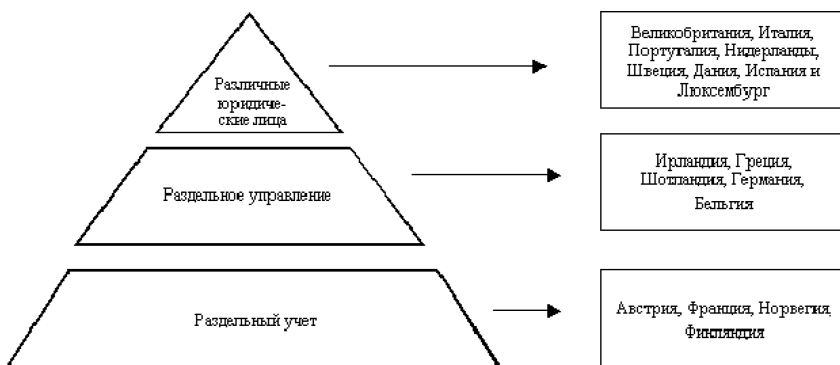 Различные
юридиче-
ские лица
Великобритания, Италия,
Португалия, Нидерланды,
Швеция, Дания, Испания и
Люксембург
Раздельное управление
Ирландия, Греция,
Шотландия, Германия,
Бельгия
Раздельный учет
Австрия, Франция, Норвегия,
Финляндия